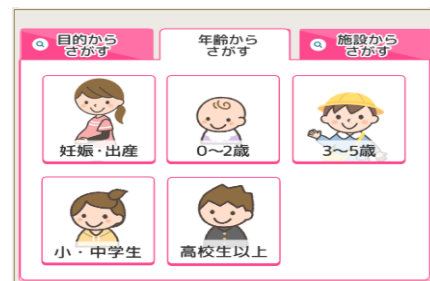 目的から
さがす
年齢から
さがす
施設から
さがす
妊娠・出産
0～2歳
3～5歳
小・中学生
高校生以上